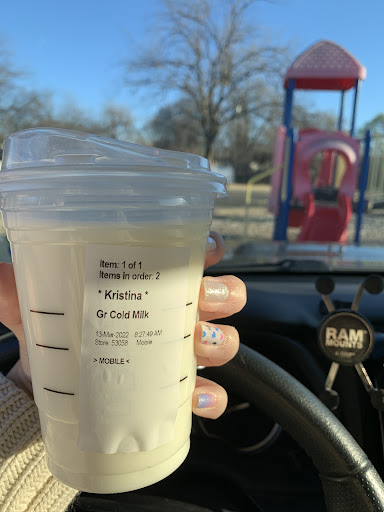 Item: 1 of 1
Items in order: 2
* Kristina *
Gr Cold Milk
13-Mar-2022 8:27:49 AM
Store 53058 Mobile
> MOBILE <
RAM
MOUNTS